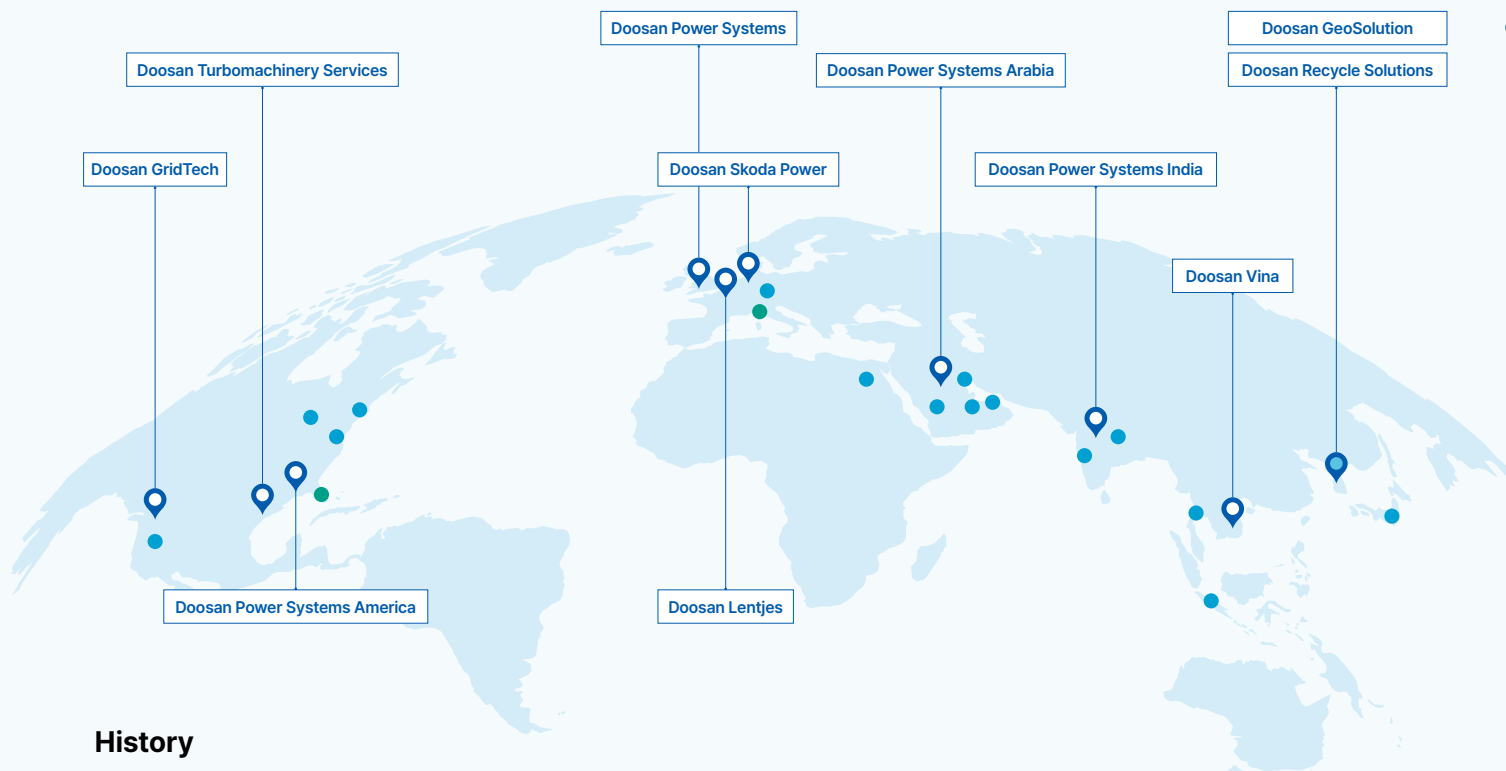 Doosan Power Systems
Doosan GeoSolution
Doosan Turbomachinery Services
Doosan Power Systems Arabia
Doosan Recycle Solutions
Doosan GridTech
Doosan Skoda Power
Doosan Power Systems India
Doosan Vina
Doosan Power Systems America
Doosan Lentjes
History